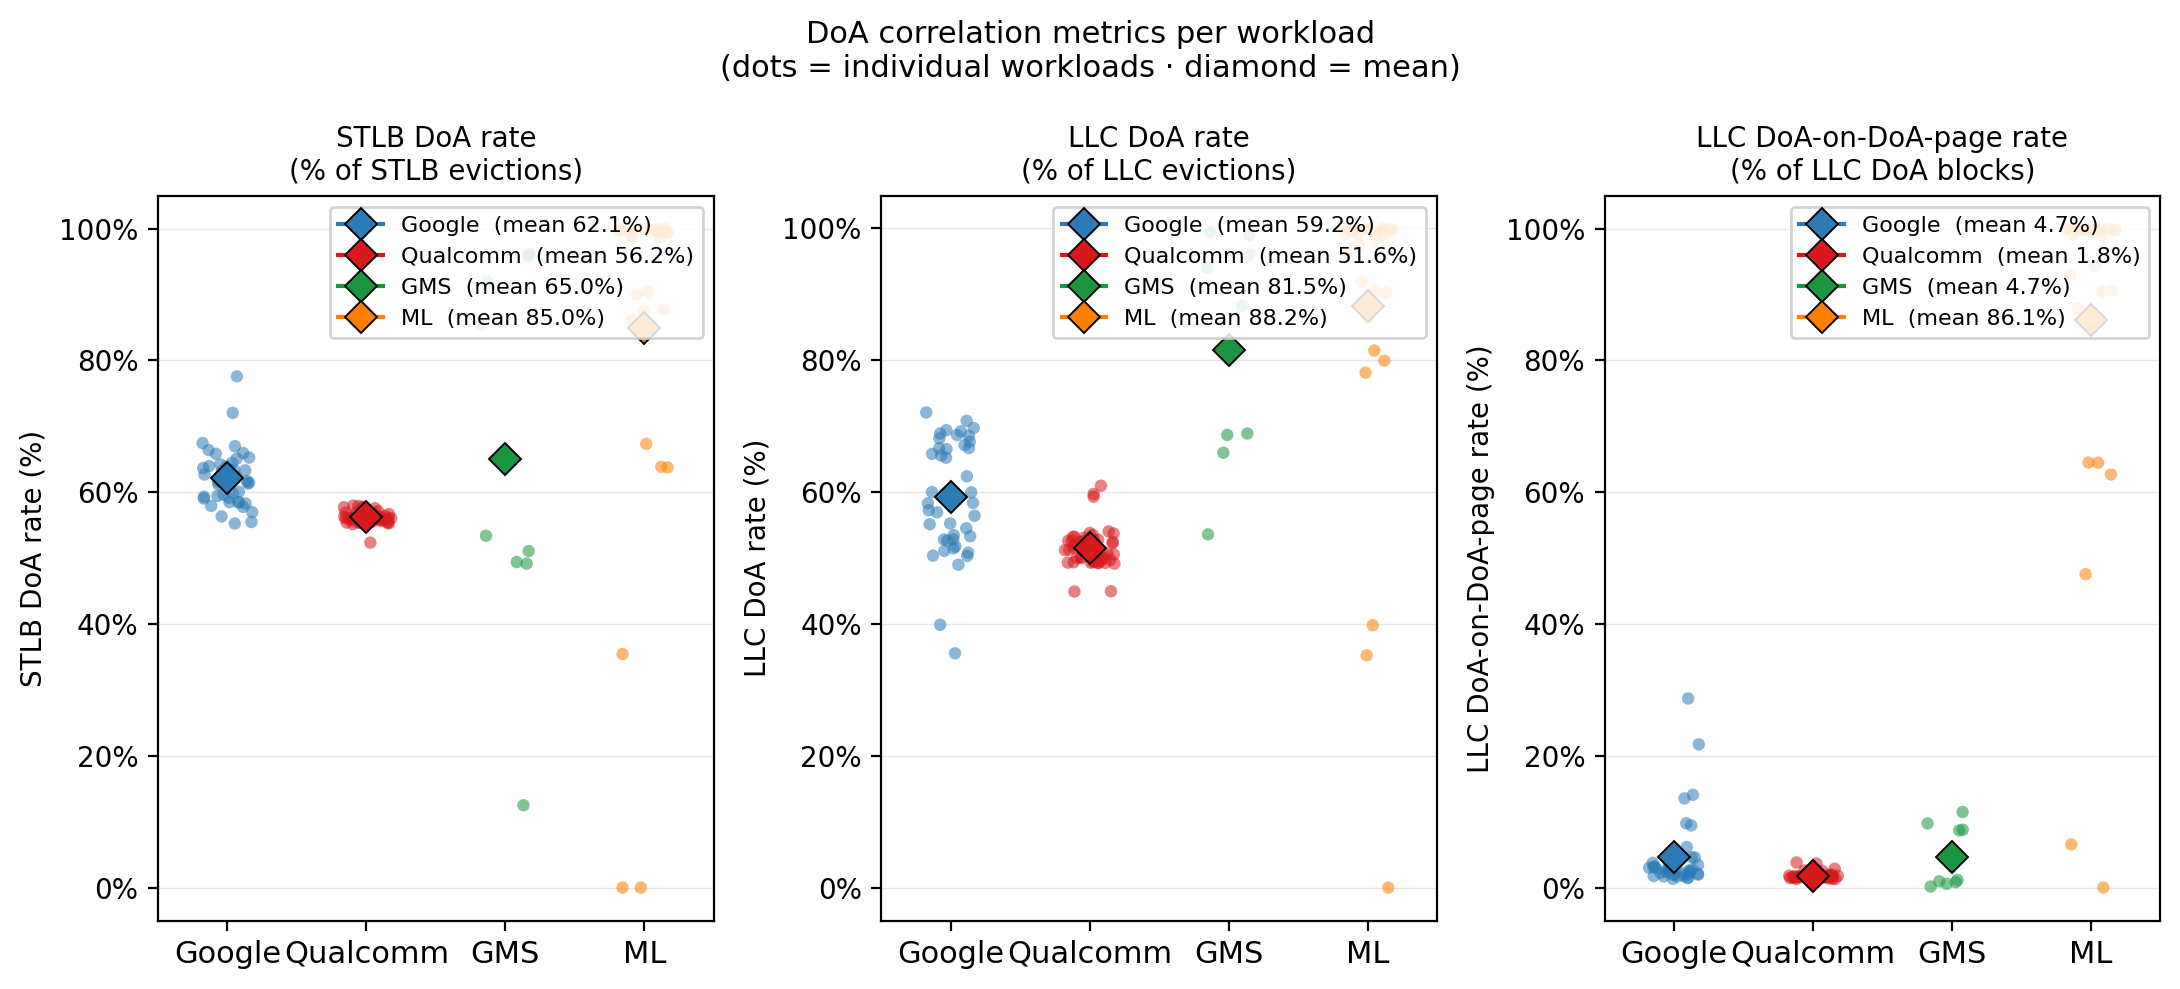 DoA correlation metrics per workload
(dots = individual workloads · diamond = mean)
STLB DoA rate
(% of STLB evictions)
STLB DoA rate (%)
100%
80%
60%
40%
20%
0%
Google (mean 62.1%)
Qualcomm (mean 56.2%)
GMS (mean 65.0%)
ML (mean 85.0%)
Google Qualcomm GMS ML
LLC DoA rate
(% of LLC evictions)
LLC DoA rate (%)
100%
80%
60%
40%
20%
0%
Google (mean 59.2%)
Qualcomm (mean 51.6%)
GMS (mean 81.5%)
ML (mean 88.2%)
Google Qualcomm GMS ML
LLC DoA-on-DoA-page rate
(% of LLC DoA blocks)
LLC DoA-on-DoA-page rate (%)
100%
80%
60%
40%
20%
0%
Google (mean 4.7%)
Qualcomm (mean 1.8%)
GMS (mean 4.7%)
ML (mean 86.1%)
Google Qualcomm GMS ML